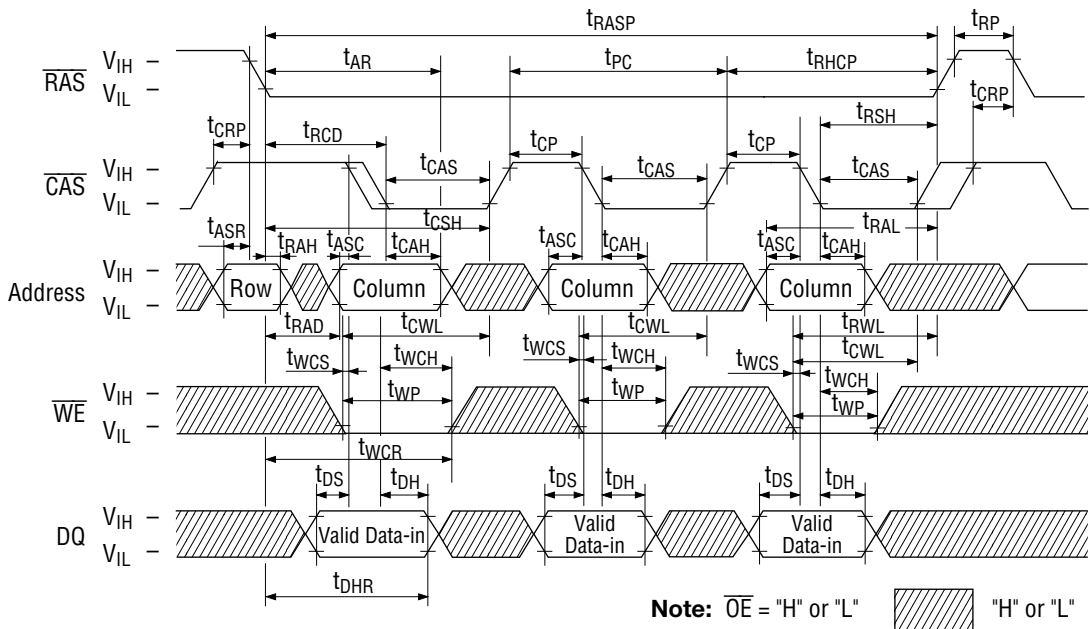 tRASP
tRP
tAR
tPC
tRHCP
RAS
VIH –
VIL –
tCRP
tRSH
tCRP
tRCD
tCP
tCP
CAS
VIH –
VIL –
tCAS
tCAS
tCAS
tCSH
tRAL
tASR
tRAH
tASC
tCAH
tASC
tCAH
tASC
tCAH
Address
VIH –
VIL –
Row
Column
Column
Column
tRAD
tCWL
tCWL
tRWL
tCWL
tWCS
tWCH
tWCS
tWCH
tWCS
tWCH
WE
VIH –
VIL –
tWP
tWP
tWP
tWCR
tDS
tDH
tDS
tDH
tDS
tDH
DQ
VIH –
VIL –
Valid Data-in
Valid
Data-in
Valid
Data-in
tDHR
Note: OE = "H" or "L"
"H" or "L"